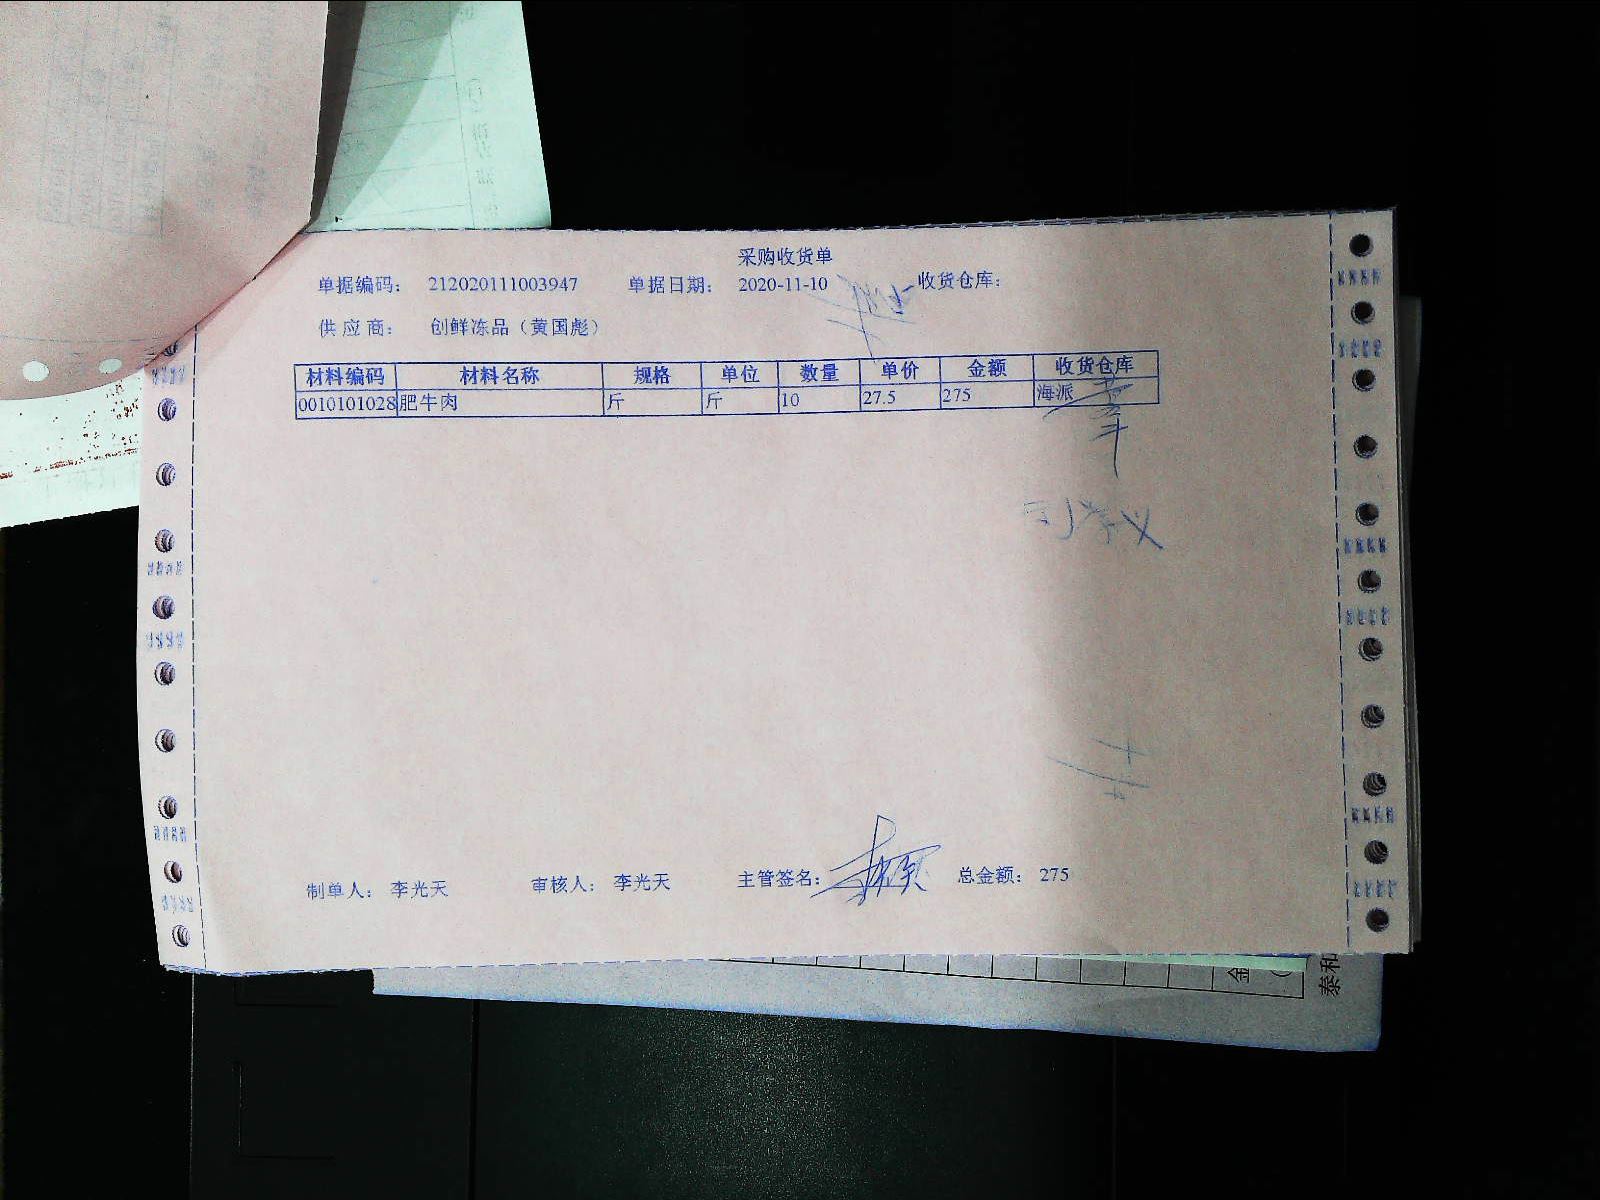 采购收货单
单据编码: 212020111003947 单据日期: 2020-11-10 收货仓库:
供应商: 创鲜冻品（黄国彪）
材料编码 材料名称 规格 单位 数量 单价 金额 收货仓库
0010101028 肥牛肉 斤 斤 10 27.5 275 海派
制单人: 李光天 审核人: 李光天 主管签名: 总金额: 275
金
泰和